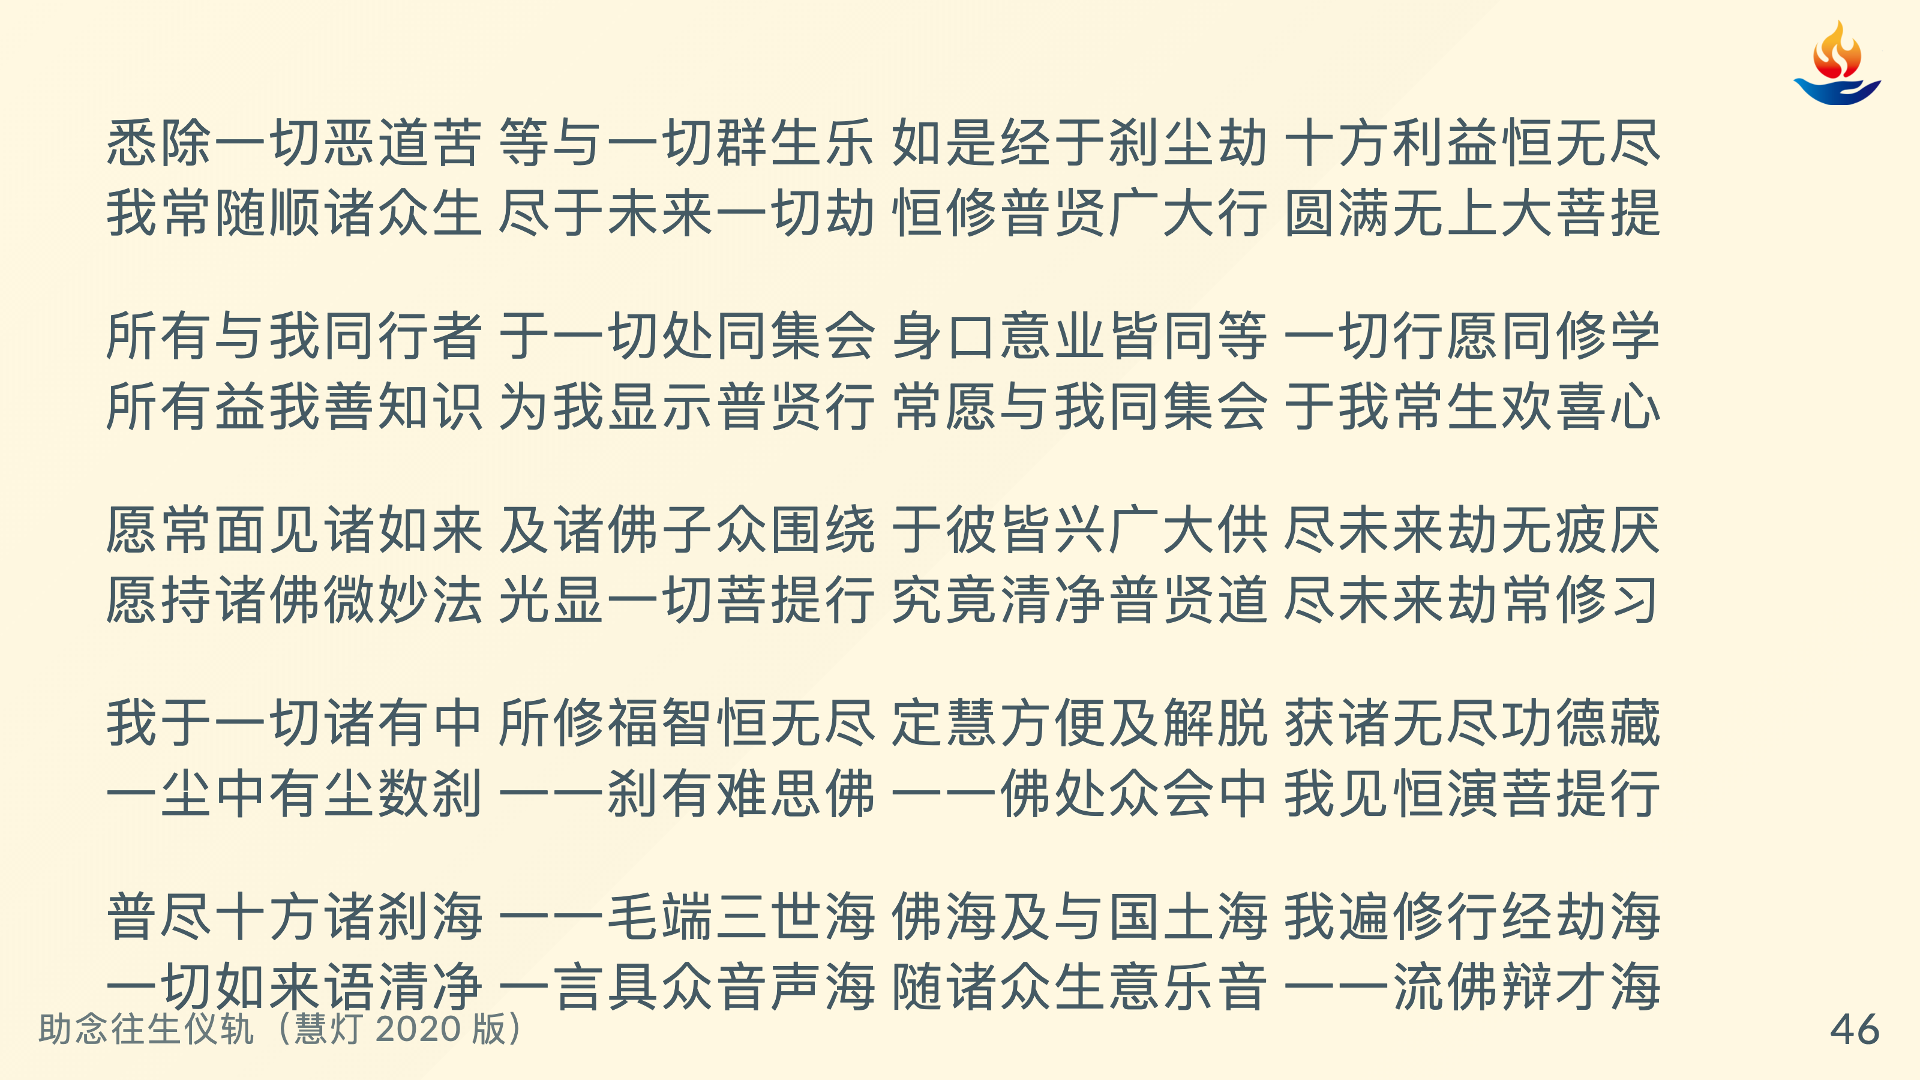 悉除一切恶道苦 等与一切群生乐 如是经于刹尘劫 十方利益恒无尽
我常随顺诸众生 尽于未来一切劫 恒修普贤广大行 圆满无上大菩提
所有与我同行者 于一切处同集会 身口意业皆同等 一切行愿同修学
所有益我善知识 为我显示普贤行 常愿与我同集会 于我常生欢喜心
愿常面见诸如来 及诸佛子众围绕 于彼皆兴广大供 尽未来劫无疲厌
愿持诸佛微妙法 光显一切菩提行 究竟清净普贤道 尽未来劫常修习
我于一切诸有中 所修福智恒无尽 定慧方便及解脱 获诸无尽功德藏
一尘中有尘数刹 一一刹有难思佛 一一佛处众会中 我见恒演菩提行
普尽十方诸刹海 一一毛端三世海 佛海及与国土海 我遍修行经劫海
一切如来语清净 一言具众音声海 随诸众生意乐音 一一流佛辩才海
助念往生仪轨（慧灯 2020 版）
46